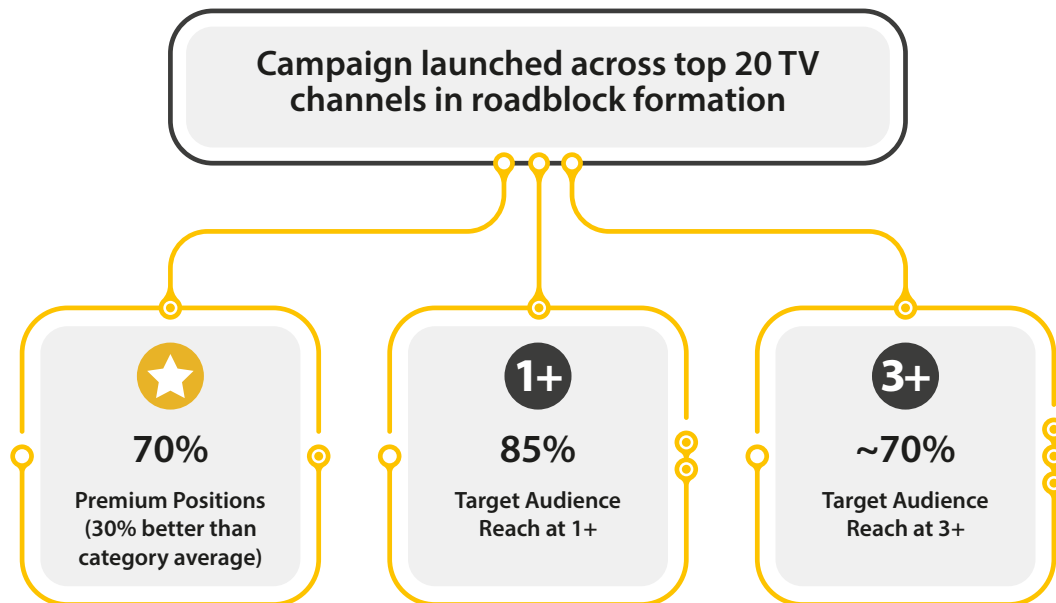 Campaign launched across top 20 TV
channels in roadblock formation
70%
Premium Positions
(30% better than
category average)
1+
85%
Target Audience
Reach at 1+
3+
~70%
Target Audience
Reach at 3+